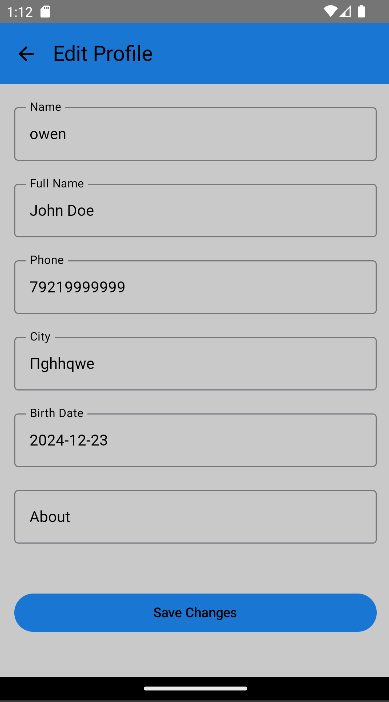 1:12
Edit Profile
Name
owen
Full Name
John Doe
Phone
79219999999
City
Пghhqwe
Birth Date
2024-12-23
About
Save Changes